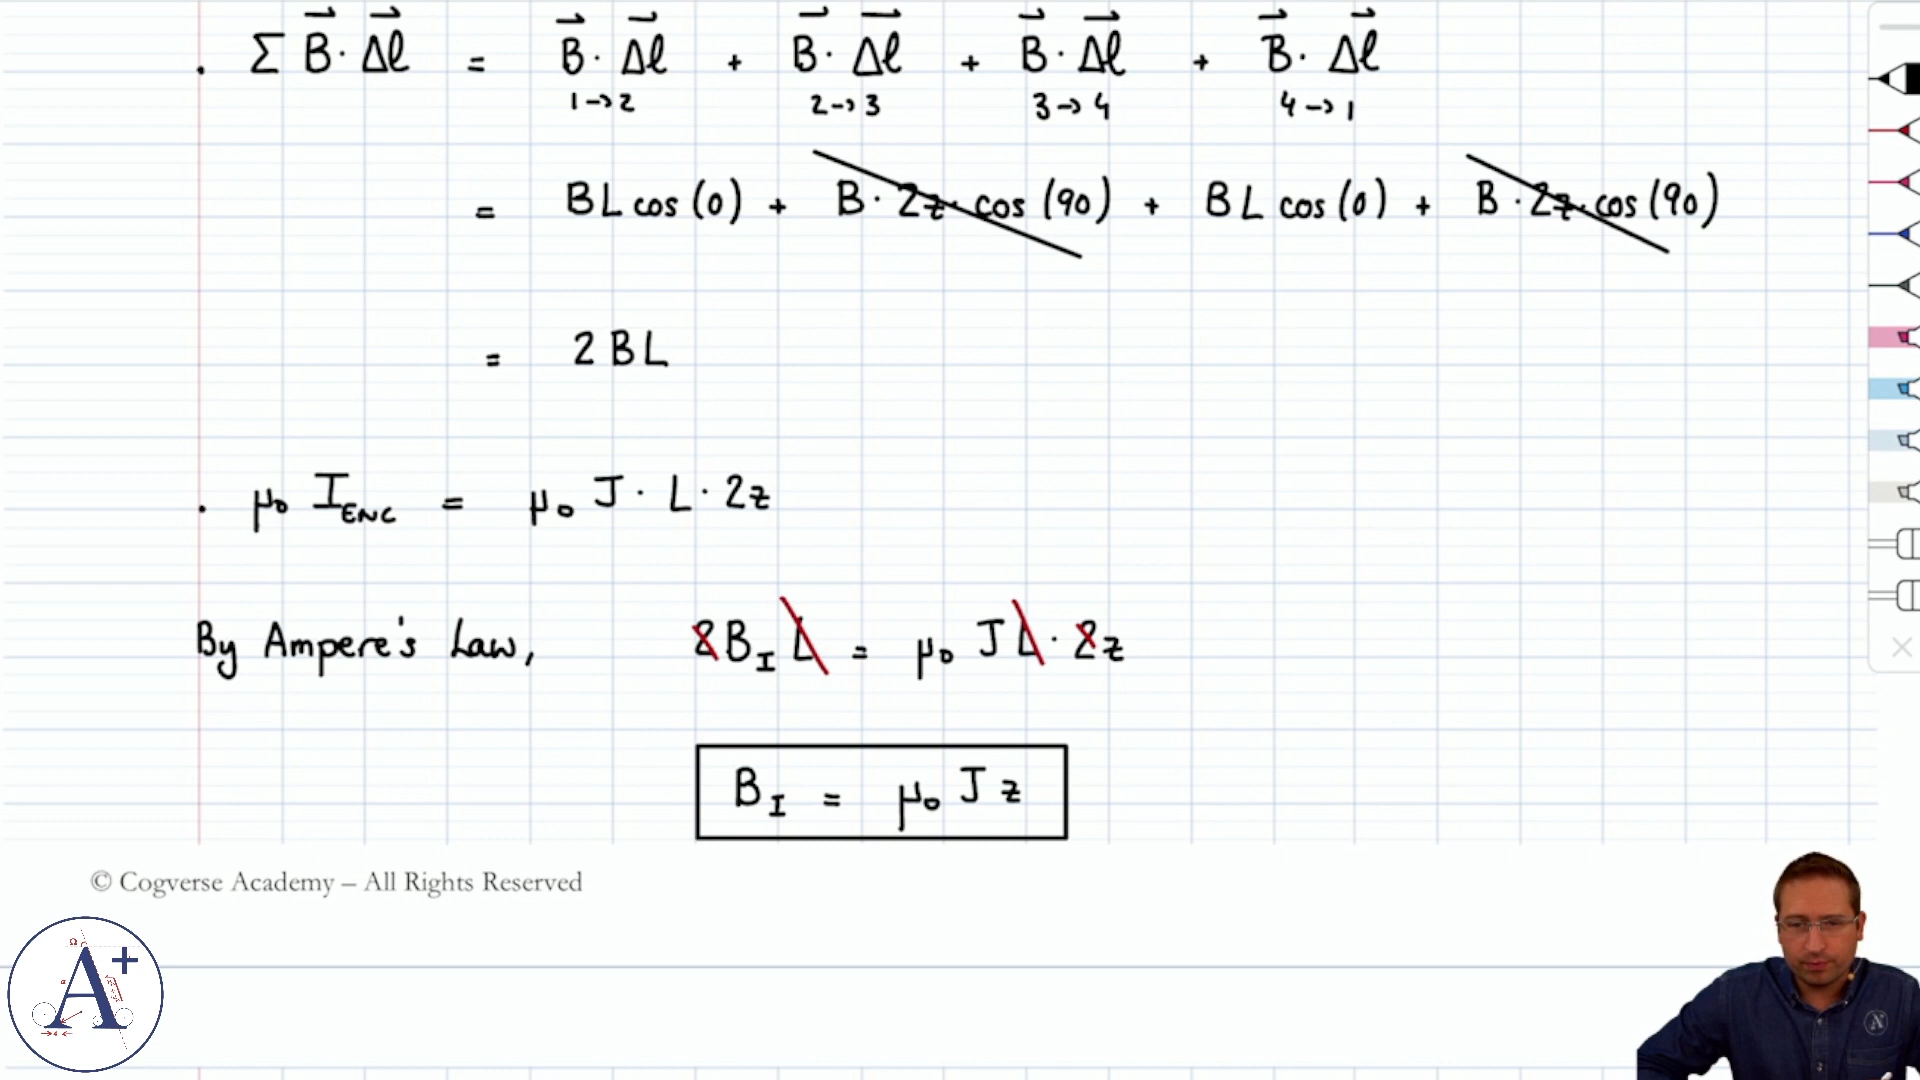 . Σ B⃗ · Δl⃗ = B⃗ · Δl⃗ + B⃗ · Δl⃗ + B⃗ · Δl⃗ + B⃗ · Δl⃗
1→2 2→3 3→4 4→1
= BL cos (0) + B · 2z · cos (90) + BL cos (0) + B · 2z · cos (90)
= 2BL
. μ₀ I_ENC = μ₀ J · L · 2z
By Ampere's Law, 2B_I L = μ₀ J L · 2z
B_I = μ₀ J z
© Cogverse Academy – All Rights Reserved
A+